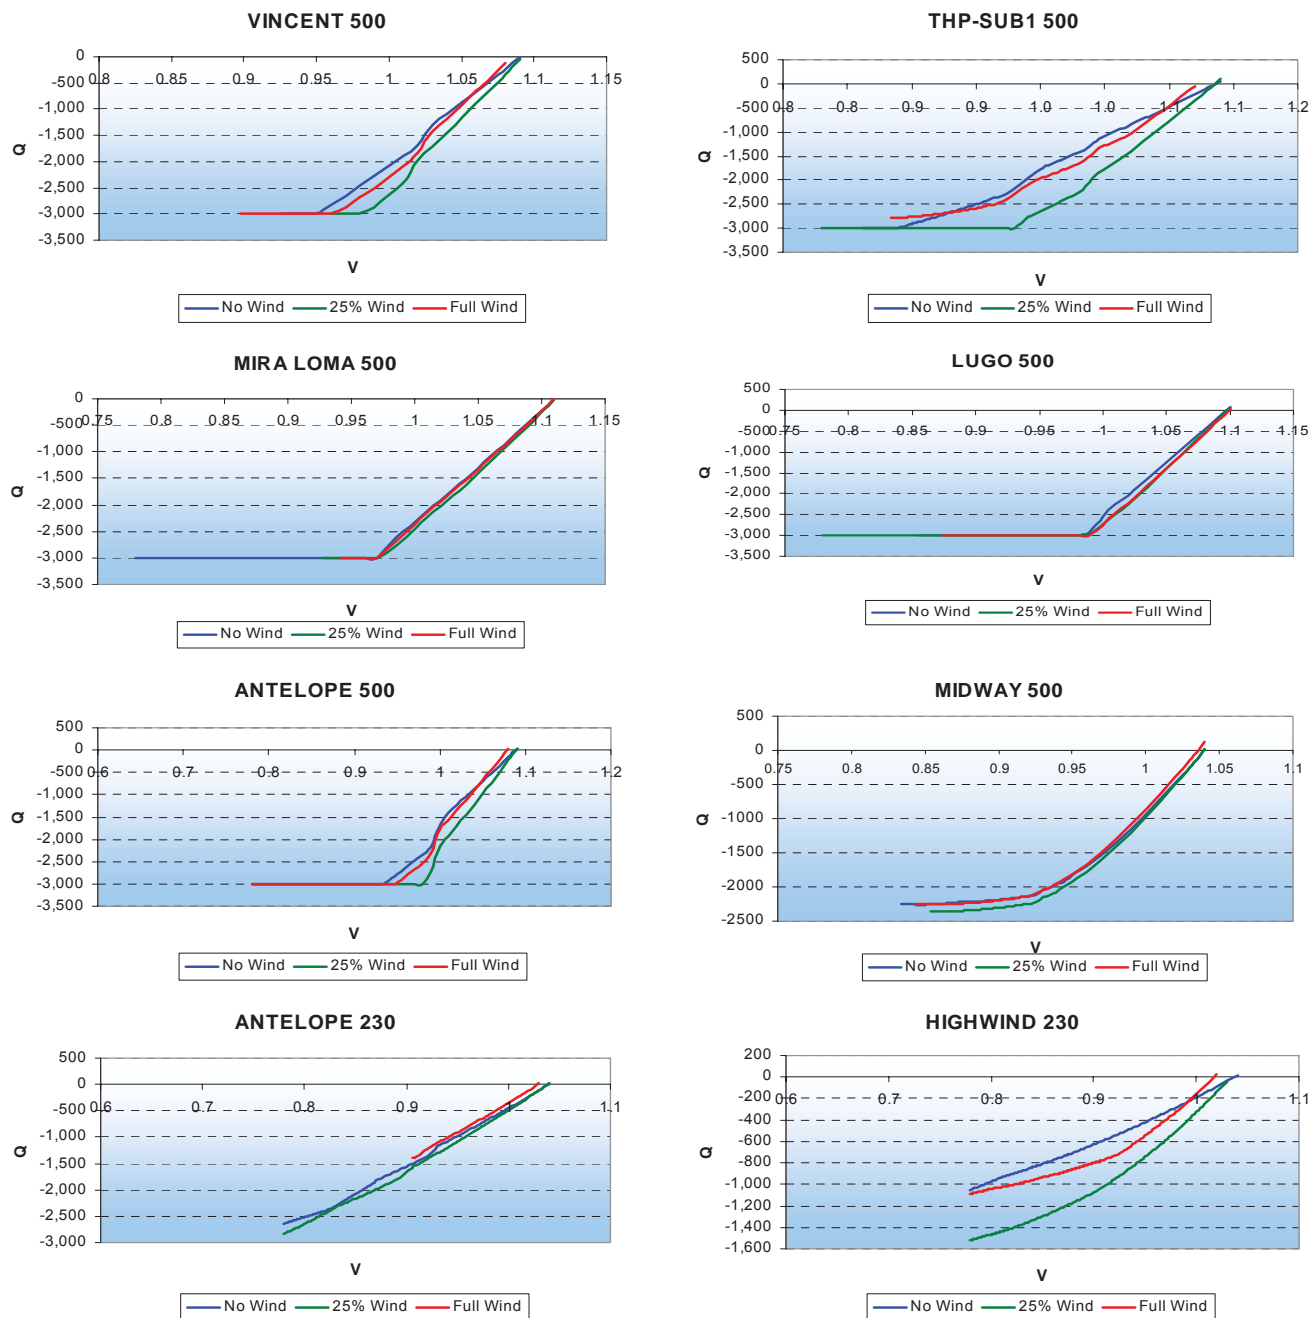 VINCENT 500
0
-500
-1,000
-1,500
-2,000
-2,500
-3,000
-3,500
0.8 0.85 0.9 0.95 1 1.05 1.1 1.15
Q
V
No Wind 25% Wind Full Wind
THP-SUB1 500
500
0
-500
-1,000
-1,500
-2,000
-2,500
-3,000
-3,500
0.8 0.8 0.9 0.9 1.0 1.0 1.1 1.1 1.2
Q
V
No Wind 25% Wind Full Wind
MIRA LOMA 500
0
-500
-1,000
-1,500
-2,000
-2,500
-3,000
-3,500
0.75 0.8 0.85 0.9 0.95 1 1.05 1.1 1.15
Q
V
No Wind 25% Wind Full Wind
LUGO 500
500
0
-500
-1,000
-1,500
-2,000
-2,500
-3,000
-3,500
0.75 0.8 0.85 0.9 0.95 1 1.05 1.1 1.15
Q
V
No Wind 25% Wind Full Wind
ANTELOPE 500
500
0
-500
-1,000
-1,500
-2,000
-2,500
-3,000
-3,500
0.6 0.7 0.8 0.9 1 1.1 1.2
Q
V
No Wind 25% Wind Full Wind
MIDWAY 500
500
0
-500
-1000
-1500
-2000
-2500
0.75 0.8 0.85 0.9 0.95 1 1.05 1.1
Q
V
No Wind 25% Wind Full Wind
ANTELOPE 230
500
0
-500
-1,000
-1,500
-2,000
-2,500
-3,000
0.6 0.7 0.8 0.9 1 1.1
Q
V
No Wind 25% Wind Full Wind
HIGHWIND 230
200
0
-200
-400
-600
-800
-1,000
-1,200
-1,400
-1,600
0.6 0.7 0.8 0.9 1 1.1
Q
V
No Wind 25% Wind Full Wind